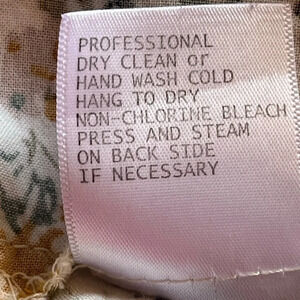 PROFESSIONAL
DRY CLEAN or
HAND WASH COLD
HANG TO DRY
NON-CHLORINE BLEACH
PRESS AND STEAM
ON BACK SIDE
IF NECESSARY